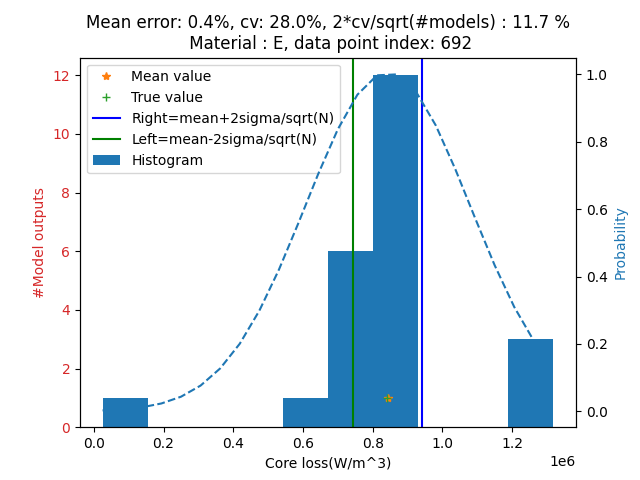 Mean error: 0.4%, cv: 28.0%, 2*cv/sqrt(#models) : 11.7 %
Material : E, data point index: 692
Mean value
True value
Right=mean+2sigma/sqrt(N)
Left=mean-2sigma/sqrt(N)
Histogram
#Model outputs
12
10
8
6
4
2
0
1.0
0.8
0.6
0.4
0.2
0.0
Probability
0.0 0.2 0.4 0.6 0.8 1.0 1.2
1e6
Core loss(W/m^3)